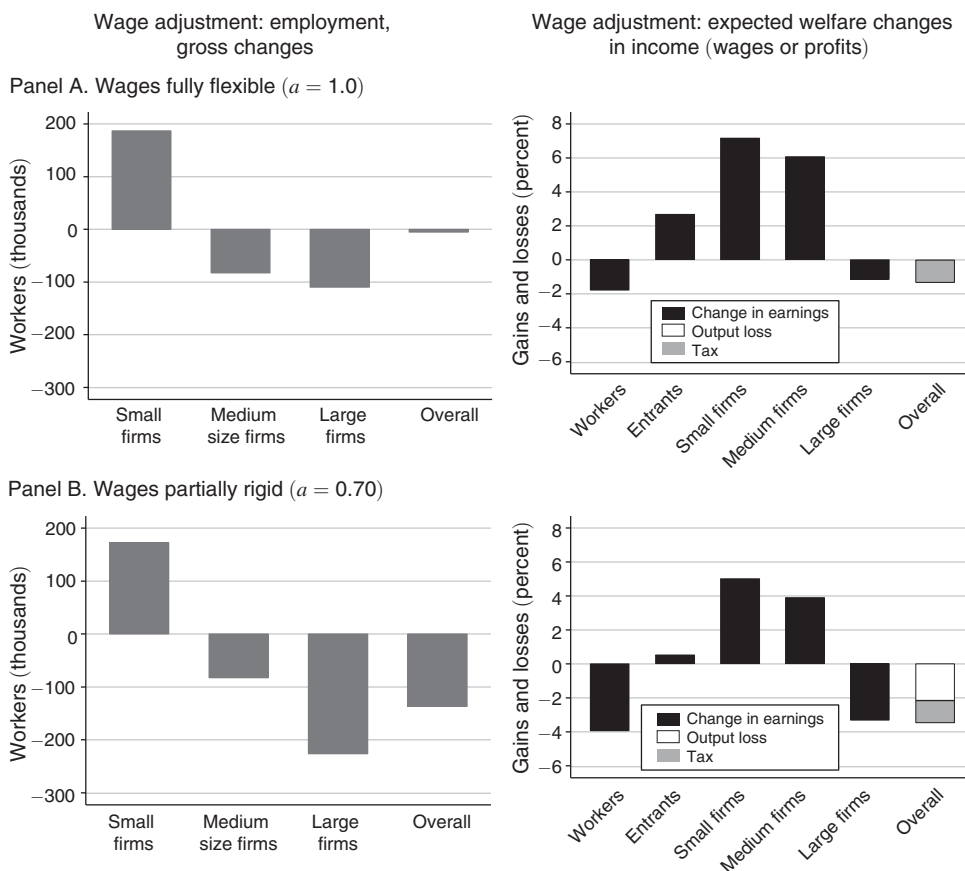 Wage adjustment: employment,
gross changes
Wage adjustment: expected welfare changes
in income (wages or profits)
Panel A. Wages fully flexible (a = 1.0)
Workers (thousands)
200
100
0
−100
−200
−300
Small
firms
Medium
size firms
Large
firms
Overall
Gains and losses (percent)
8
6
4
2
0
−2
−4
−6
Change in earnings
Output loss
Tax
Workers
Entrants
Small firms
Medium firms
Large firms
Overall
Panel B. Wages partially rigid (a = 0.70)
Workers (thousands)
200
100
0
−100
−200
−300
Small
firms
Medium
size firms
Large
firms
Overall
Gains and losses (percent)
8
6
4
2
0
−2
−4
−6
Change in earnings
Output loss
Tax
Workers
Entrants
Small firms
Medium firms
Large firms
Overall